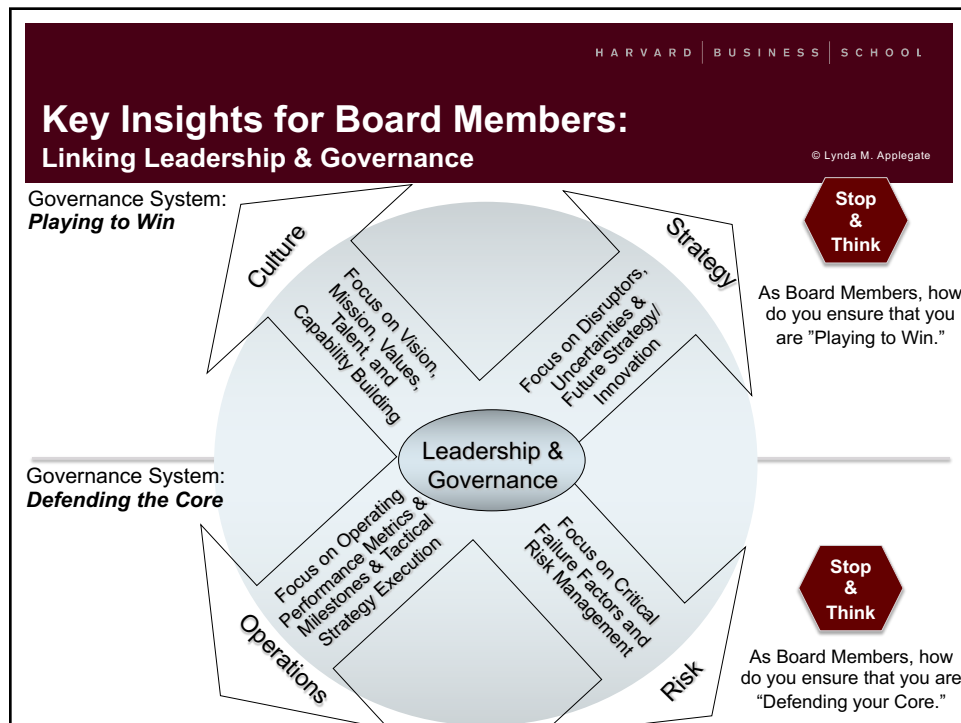 HARVARD | BUSINESS | SCHOOL
Key Insights for Board Members:
Linking Leadership & Governance
© Lynda M. Applegate
Governance System:
Playing to Win
Culture
Focus on Vision,
Mission, Values,
Talent, and
Capability Building
Strategy
Focus on Disruptors,
Uncertainties &
Future Strategy/
Innovation
Stop
&
Think
As Board Members, how
do you ensure that you
are ”Playing to Win.”
Leadership &
Governance
Governance System:
Defending the Core
Focus on Operating
Performance Metrics &
Milestones & Tactical
Strategy Execution
Operations
Focus on Critical
Failure Factors and
Risk Management
Risk
Stop
&
Think
As Board Members, how
do you ensure that you are
“Defending your Core.”